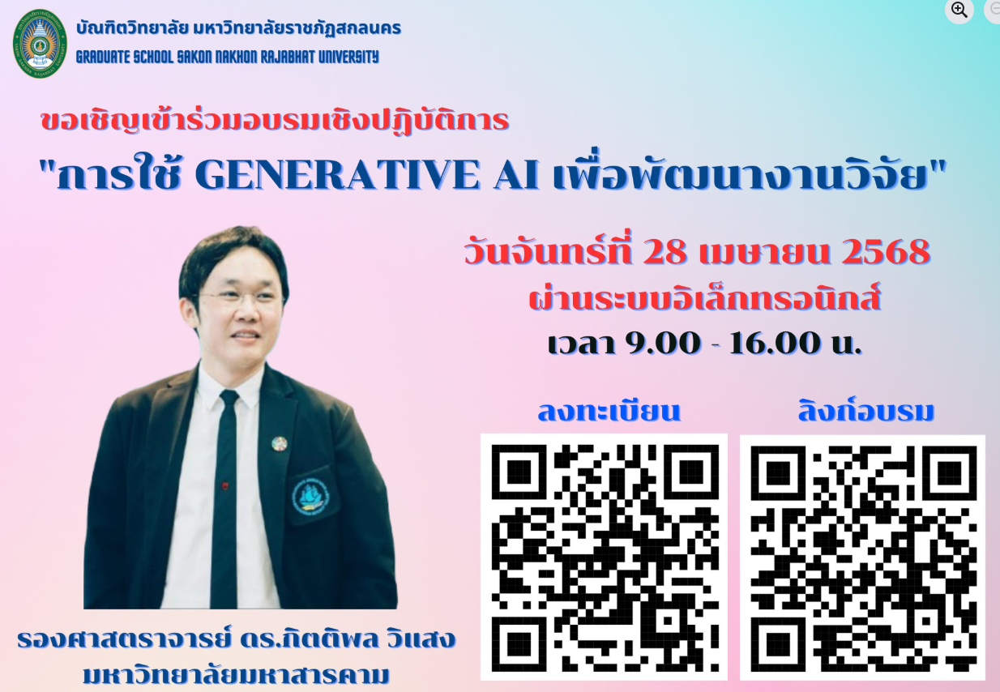 บัณฑิตวิทยาลัย มหาวิทยาลัยราชภัฏสกลนคร
GRADUATE SCHOOL SAKON NAKHON RAJABHAT UNIVERSITY
ขอเชิญเข้าร่วมอบรมเชิงปฏิบัติการ
"การใช้ GENERATIVE AI เพื่อพัฒนางานวิจัย"
วันจันทร์ที่ 28 เมษายน 2568
ผ่านระบบอิเล็กทรอนิกส์
เวลา 9.00 - 16.00 น.
ลงทะเบียน
ลิงก์อบรม
รองศาสตราจารย์ ดร.กิตติพล วิแสง
มหาวิทยาลัยมหาสารคาม